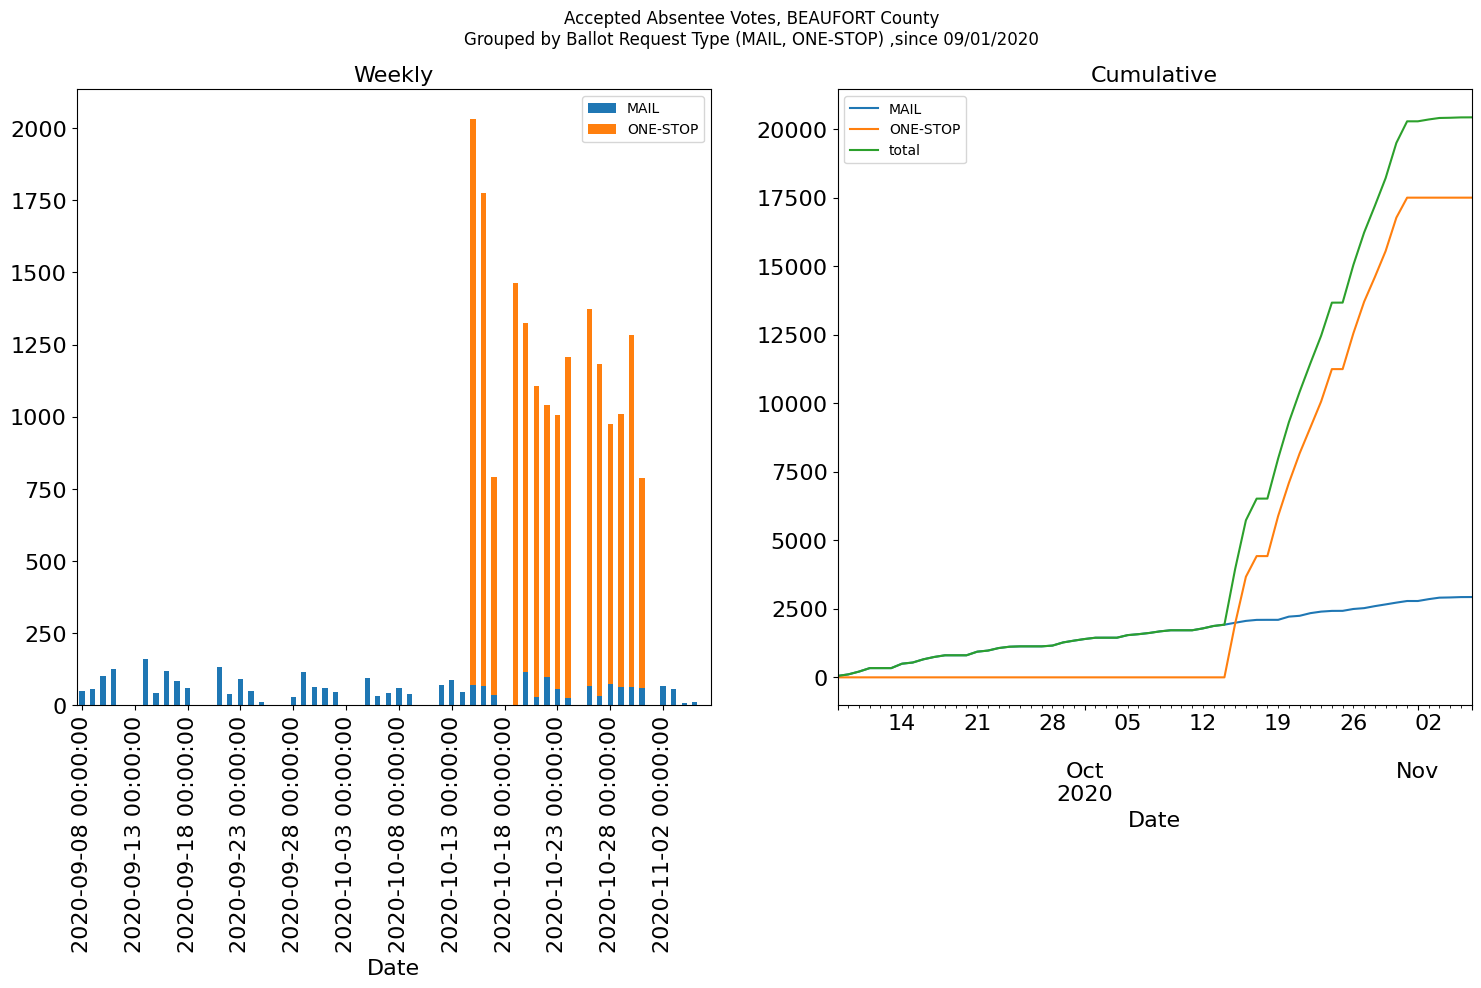 Accepted Absentee Votes, BEAUFORT County
Grouped by Ballot Request Type (MAIL, ONE-STOP) ,since 09/01/2020
Weekly
MAIL
ONE-STOP
2000
1750
1500
1250
1000
750
500
250
0
2020-09-08 00:00:00
2020-09-13 00:00:00
2020-09-18 00:00:00
2020-09-23 00:00:00
2020-09-28 00:00:00
2020-10-03 00:00:00
2020-10-08 00:00:00
2020-10-13 00:00:00
2020-10-18 00:00:00
2020-10-23 00:00:00
2020-10-28 00:00:00
2020-11-02 00:00:00
Date
Cumulative
MAIL
ONE-STOP
total
20000
17500
15000
12500
10000
7500
5000
2500
0
14 21 28 05 12 19 26 02
Oct Nov
2020
Date